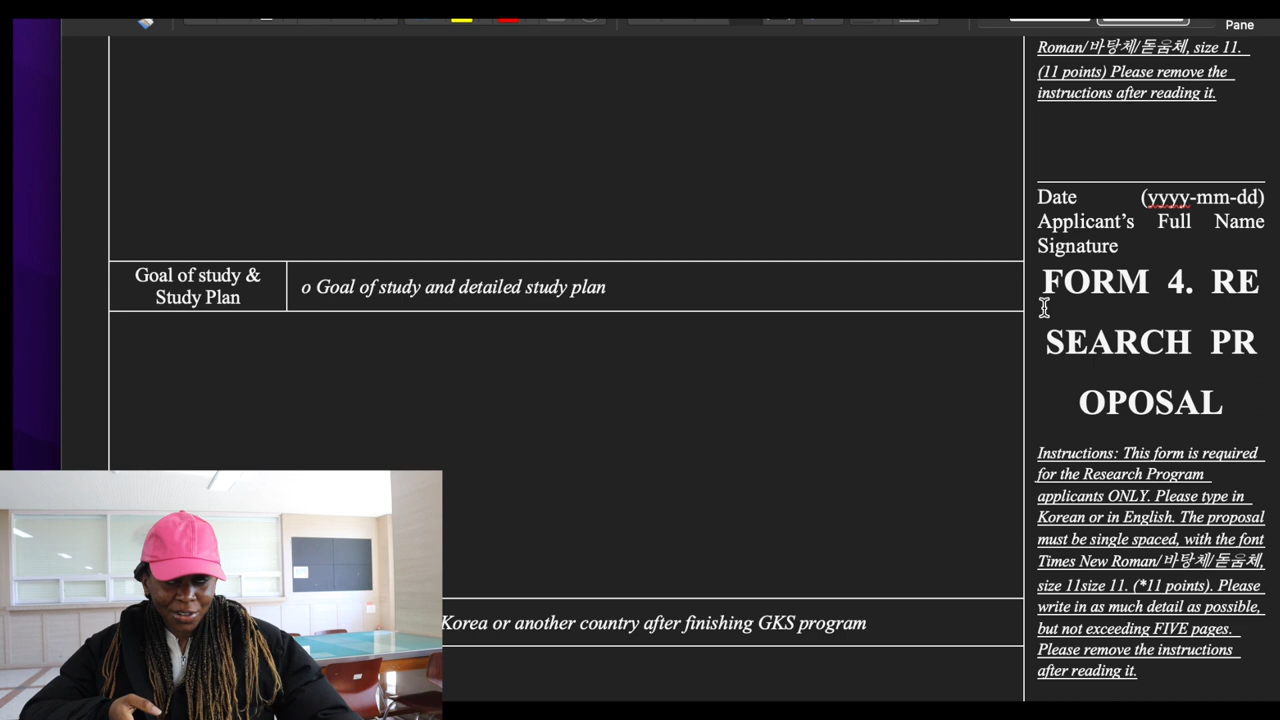 Pane
Roman/바탕체/돋움체, size 11.
(11 points) Please remove the
instructions after reading it.
Date (yyyy-mm-dd)
Applicant’s Full Name
Signature
Goal of study &
Study Plan
o Goal of study and detailed study plan
FORM 4. RE
SEARCH PR
OPOSAL
Instructions: This form is required
for the Research Program
applicants ONLY. Please type in
Korean or in English. The proposal
must be single spaced, with the font
Times New Roman/바탕체/돋움체,
size 11size 11. (*11 points). Please
write in as much detail as possible,
but not exceeding FIVE pages.
Please remove the instructions
after reading it.
Korea or another country after finishing GKS program